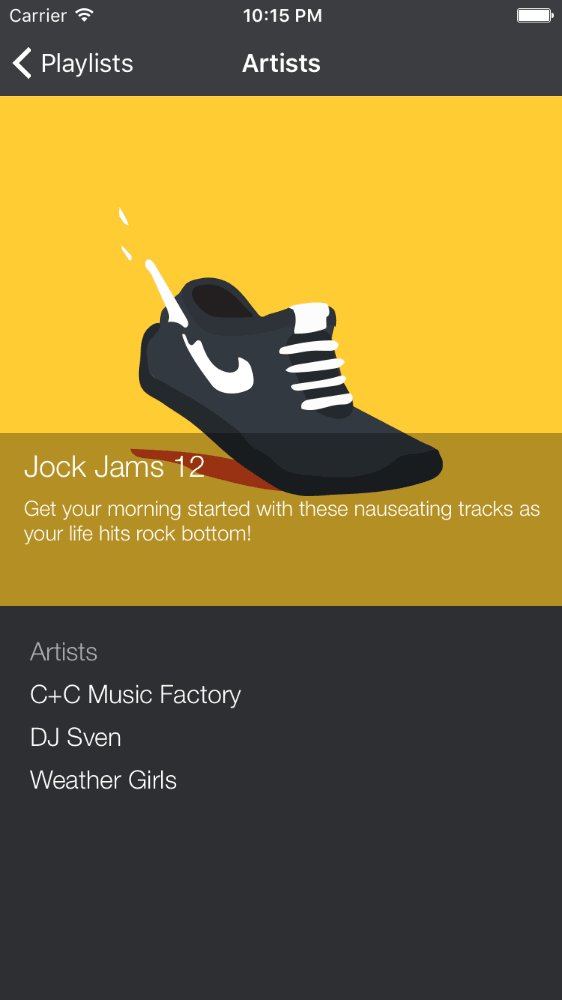 Carrier 10:15 PM
Playlists Artists
Jock Jams 12
Get your morning started with these nauseating tracks as
your life hits rock bottom!
Artists
C+C Music Factory
DJ Sven
Weather Girls